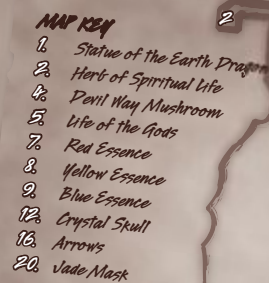 MAP KEY
2
1. Statue of the Earth Dragon
2. Herb of Spiritual Life
4. Devil Way Mushroom
5. Life of the Gods
7. Red Essence
8. Yellow Essence
9. Blue Essence
12. Crystal Skull
16. Arrows
20. Jade Mask